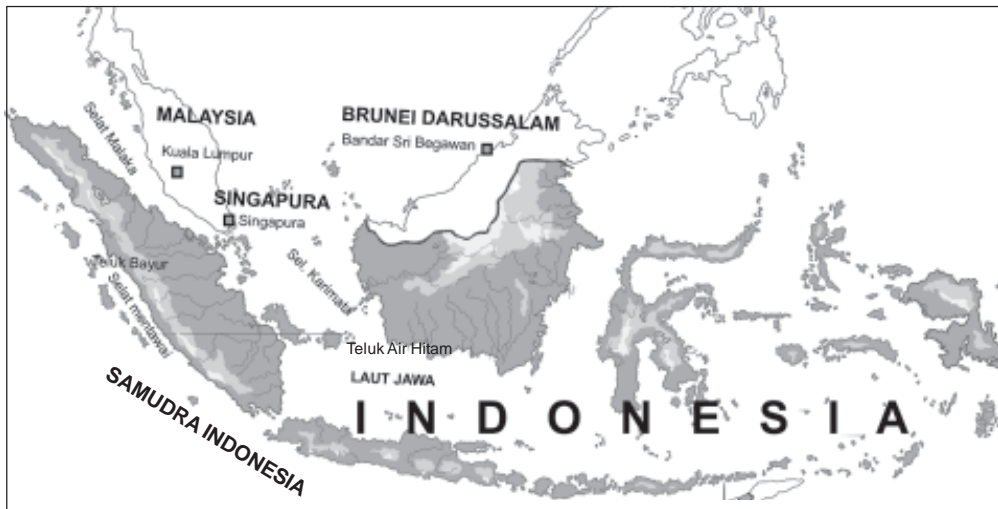 MALAYSIA
BRUNEI DARUSSALAM
Selat Malaka
Kuala Lumpur
Bandar Sri Begawan
SINGAPURA
Singapura
Teluk Bayur
Sel. Karimata
Selat mentawai
Teluk Air Hitam
LAUT JAWA
SAMUDRA INDONESIA
INDONESIA